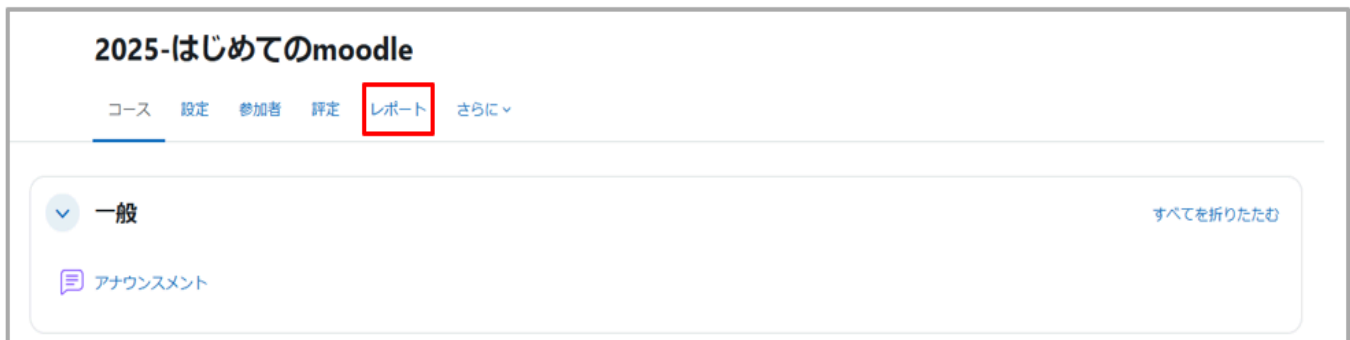 2025-はじめてのmoodle
コース 設定 参加者 評定 レポート さらに
一般 すべてを折りたたむ
アナウンスメント